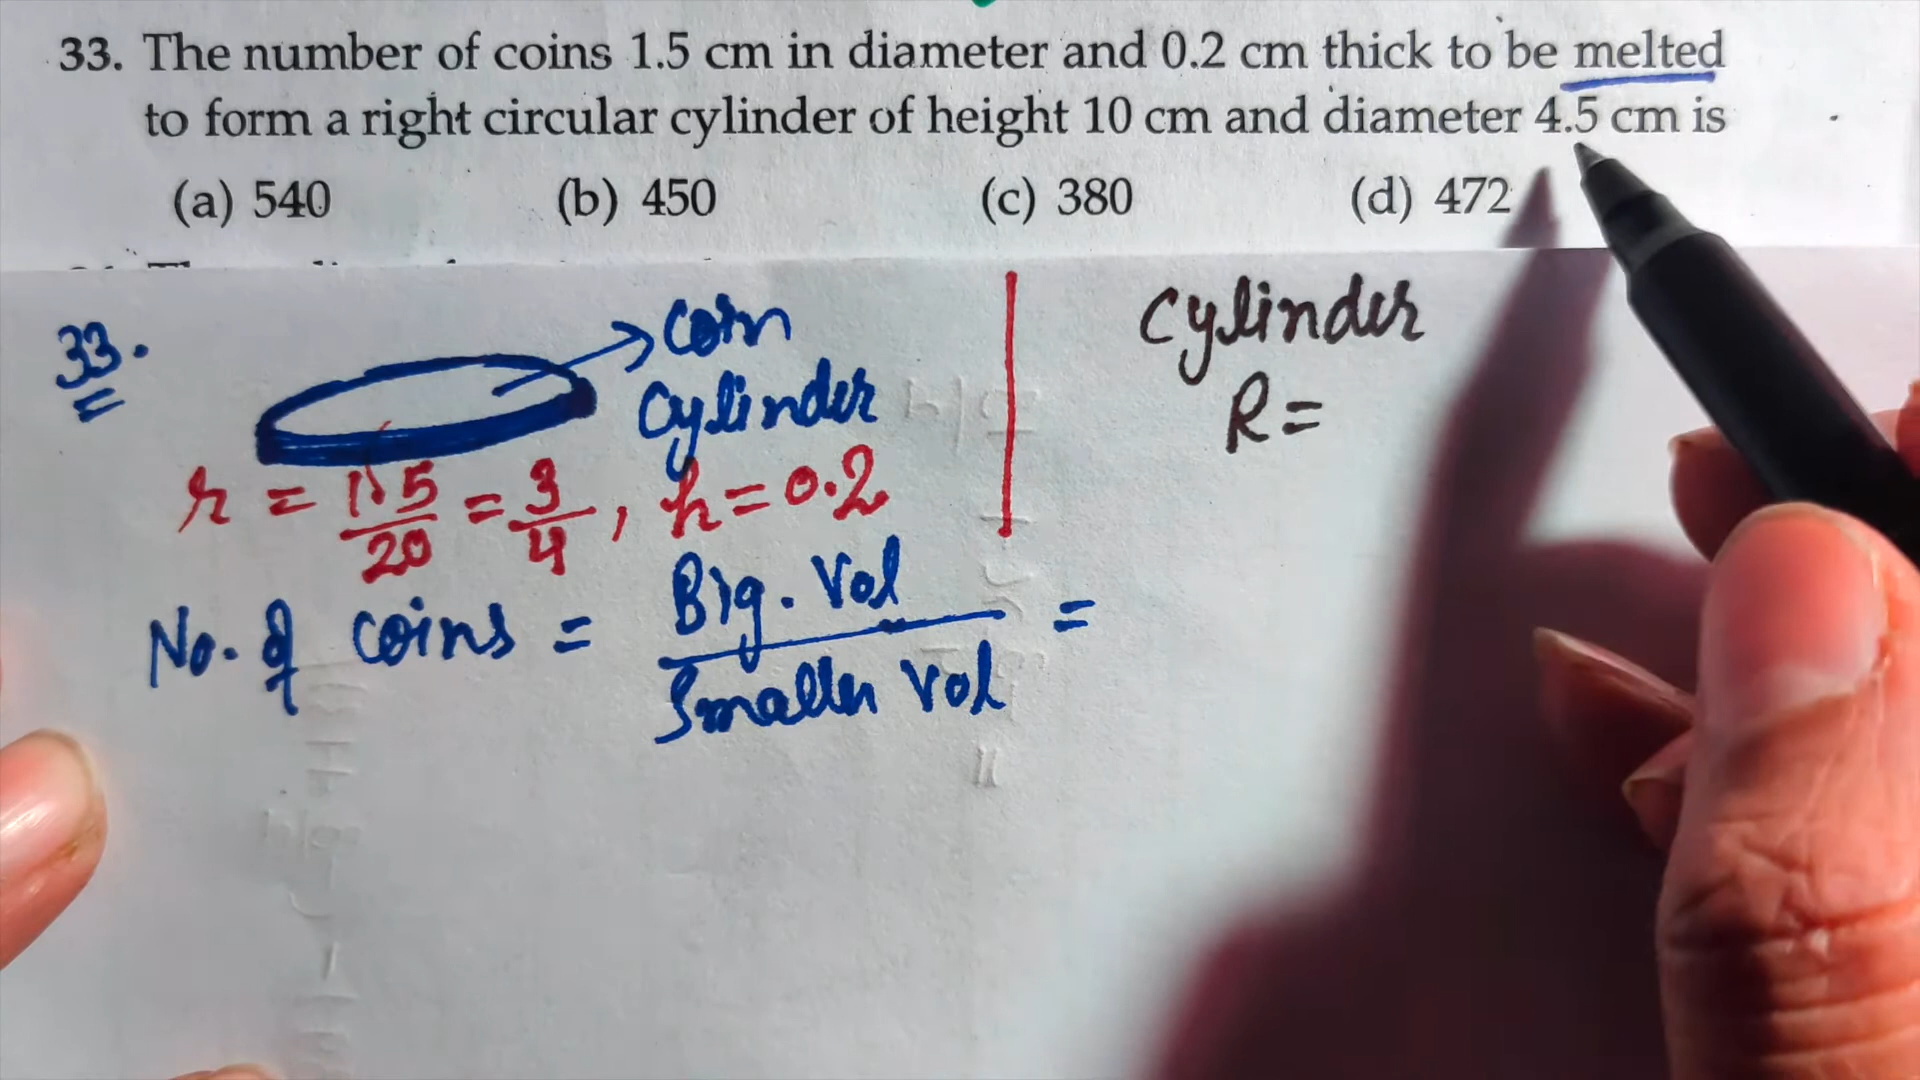 33. The number of coins 1.5 cm in diameter and 0.2 cm thick to be melted
to form a right circular cylinder of height 10 cm and diameter 4.5 cm is
(a) 540 (b) 450 (c) 380 (d) 472
33.
coin
cylinder
r = 15/20 = 3/4, h = 0.2
Cylinder
R =
No. of coins = Big. Vol / Smaller Vol =